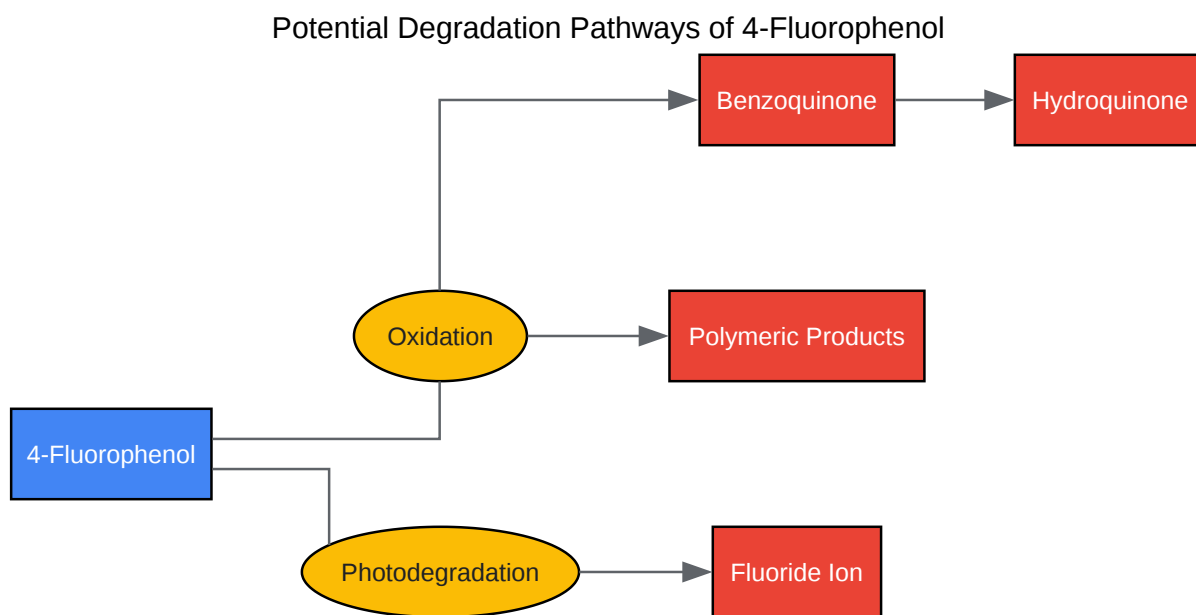 Potential Degradation Pathways of 4-Fluorophenol
Benzoquinone
Hydroquinone
Oxidation
Polymeric Products
4-Fluorophenol
Photodegradation
Fluoride Ion